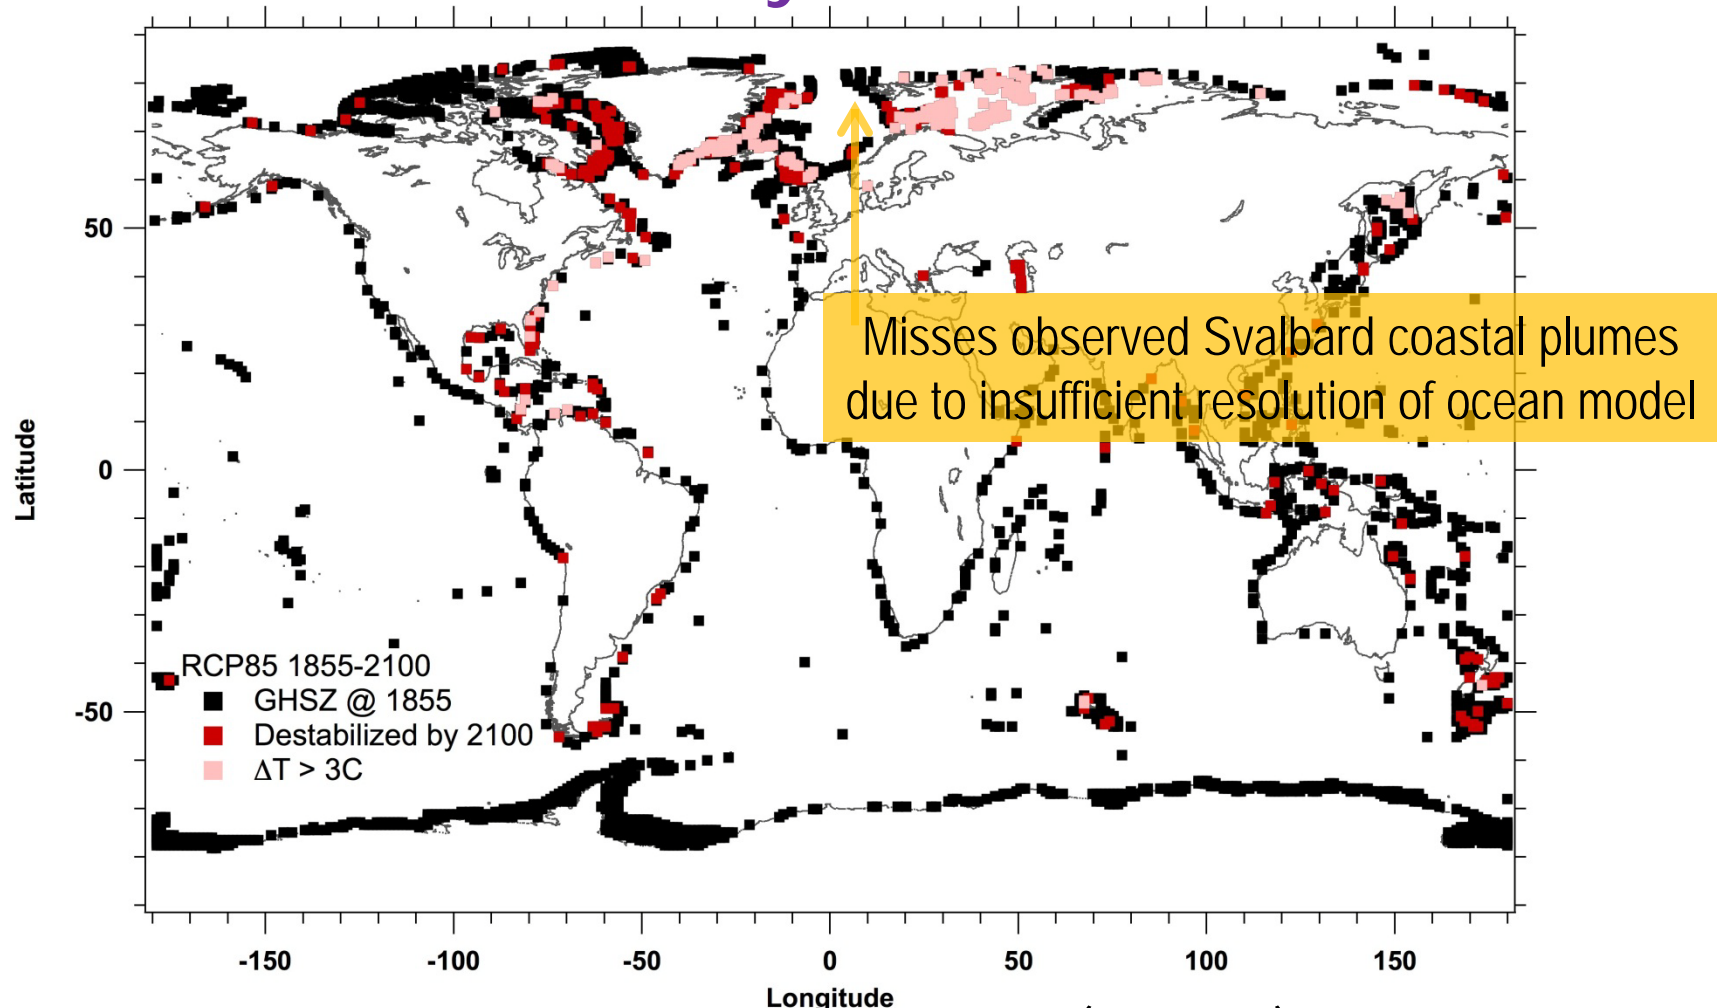 50
0
-50
Latitude
Misses observed Svalbard coastal plumes
due to insufficient resolution of ocean model
RCP85 1855-2100
GHSZ @ 1855
Destabilized by 2100
ΔT > 3C
-150 -100 -50 0 50 100 150
Longitude